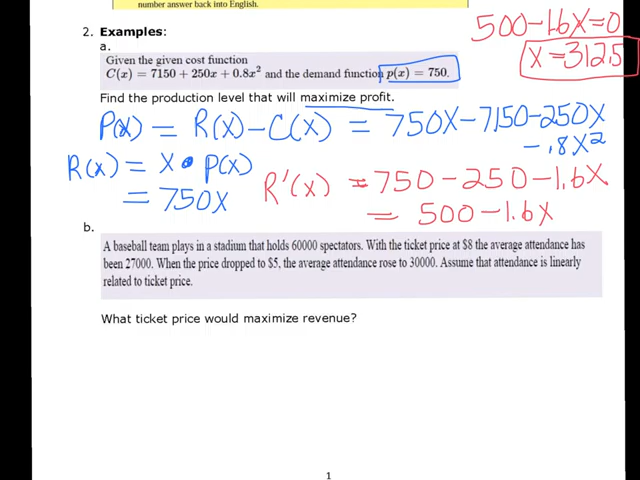 number answer back into English.
500-1.6X=0
X=312.5
2. Examples:
a.
Given the given cost function
C(x) = 7150 + 250x + 0.8x² and the demand function p(x) = 750.
Find the production level that will maximize profit.
P(X) = R(X) - C(X) = 750X - 7150 - 250X
- .8X²
R(X) = X • P(X)
= 750X
R'(X) = 750 - 250 - 1.6X
= 500 - 1.6X
b.
A baseball team plays in a stadium that holds 60000 spectators. With the ticket price at $8 the average attendance has
been 27000. When the price dropped to $5, the average attendance rose to 30000. Assume that attendance is linearly
related to ticket price.
What ticket price would maximize revenue?
1